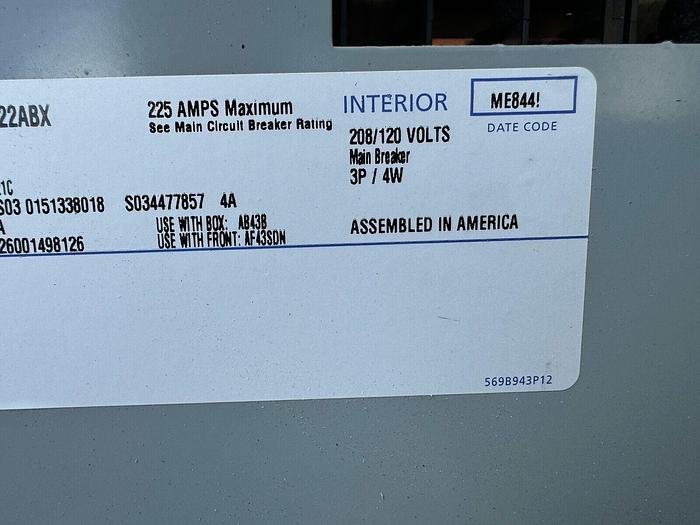 22ABX
225 AMPS Maximum
See Main Circuit Breaker Rating
INTERIOR
ME844!
DATE CODE
208/120 VOLTS
Main Breaker
3P / 4W
1C
S03 0151338018 S034477857 4A
A
26001498126
USE WITH BOX: AB43B
USE WITH FRONT: AF43SDN
ASSEMBLED IN AMERICA
569B943P12